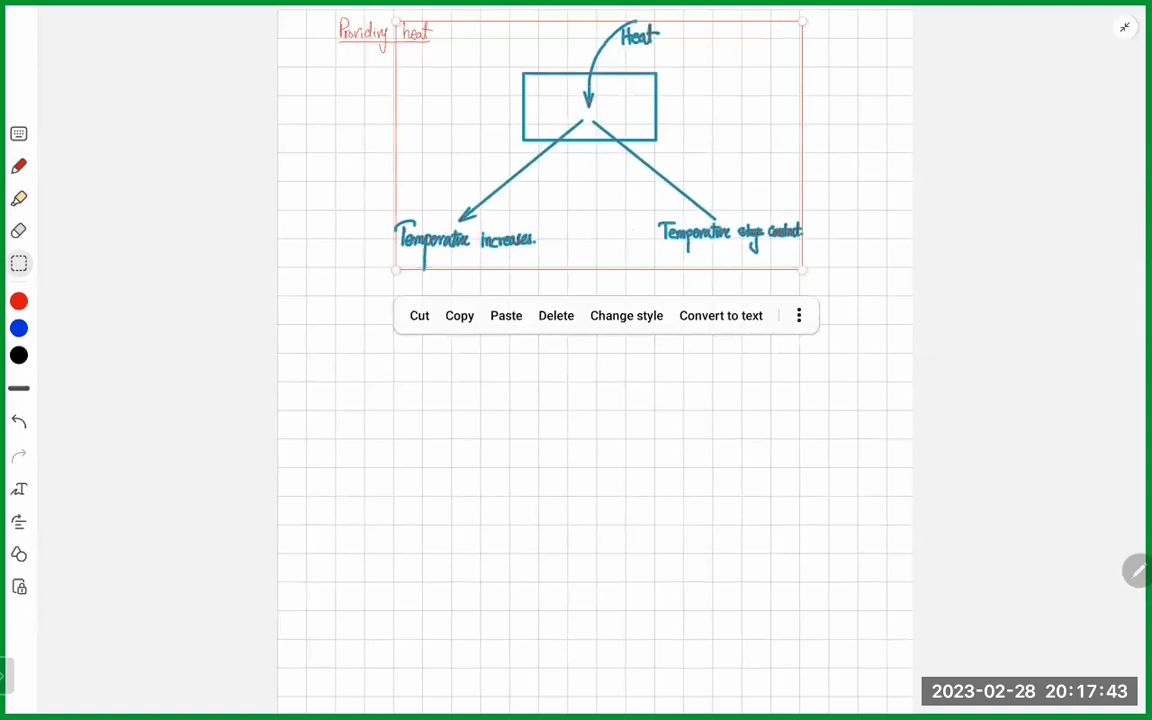 Providing heat
Heat
Temperature increases.
Temperature stays constant
Cut Copy Paste Delete Change style Convert to text
2023-02-28 20:17:43